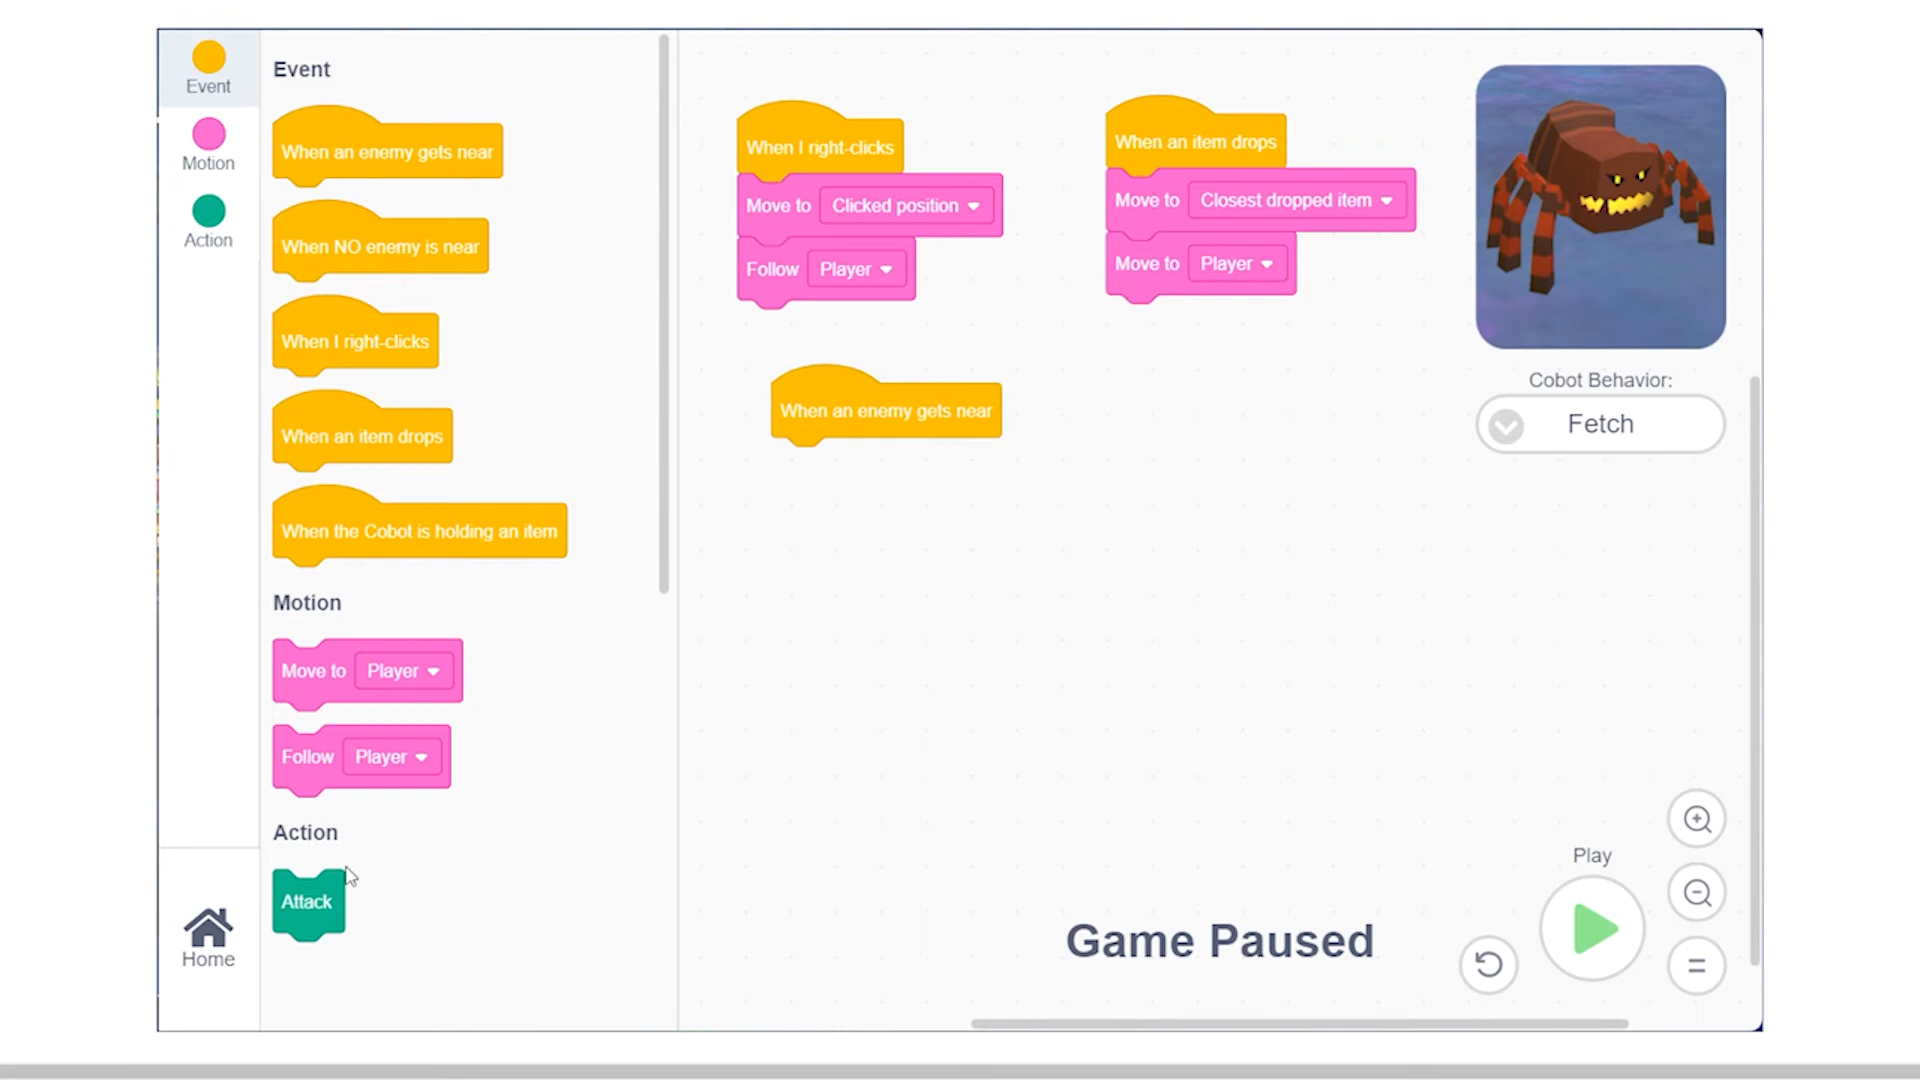 Event
Motion
Action
Home
Event
When an enemy gets near
When NO enemy is near
When I right-clicks
When an item drops
When the Cobot is holding an item
Motion
Move to Player
Follow Player
Action
Attack
When I right-clicks
Move to Clicked position
Follow Player
When an item drops
Move to Closest dropped item
Move to Player
When an enemy gets near
Cobot Behavior:
Fetch
Play
Game Paused